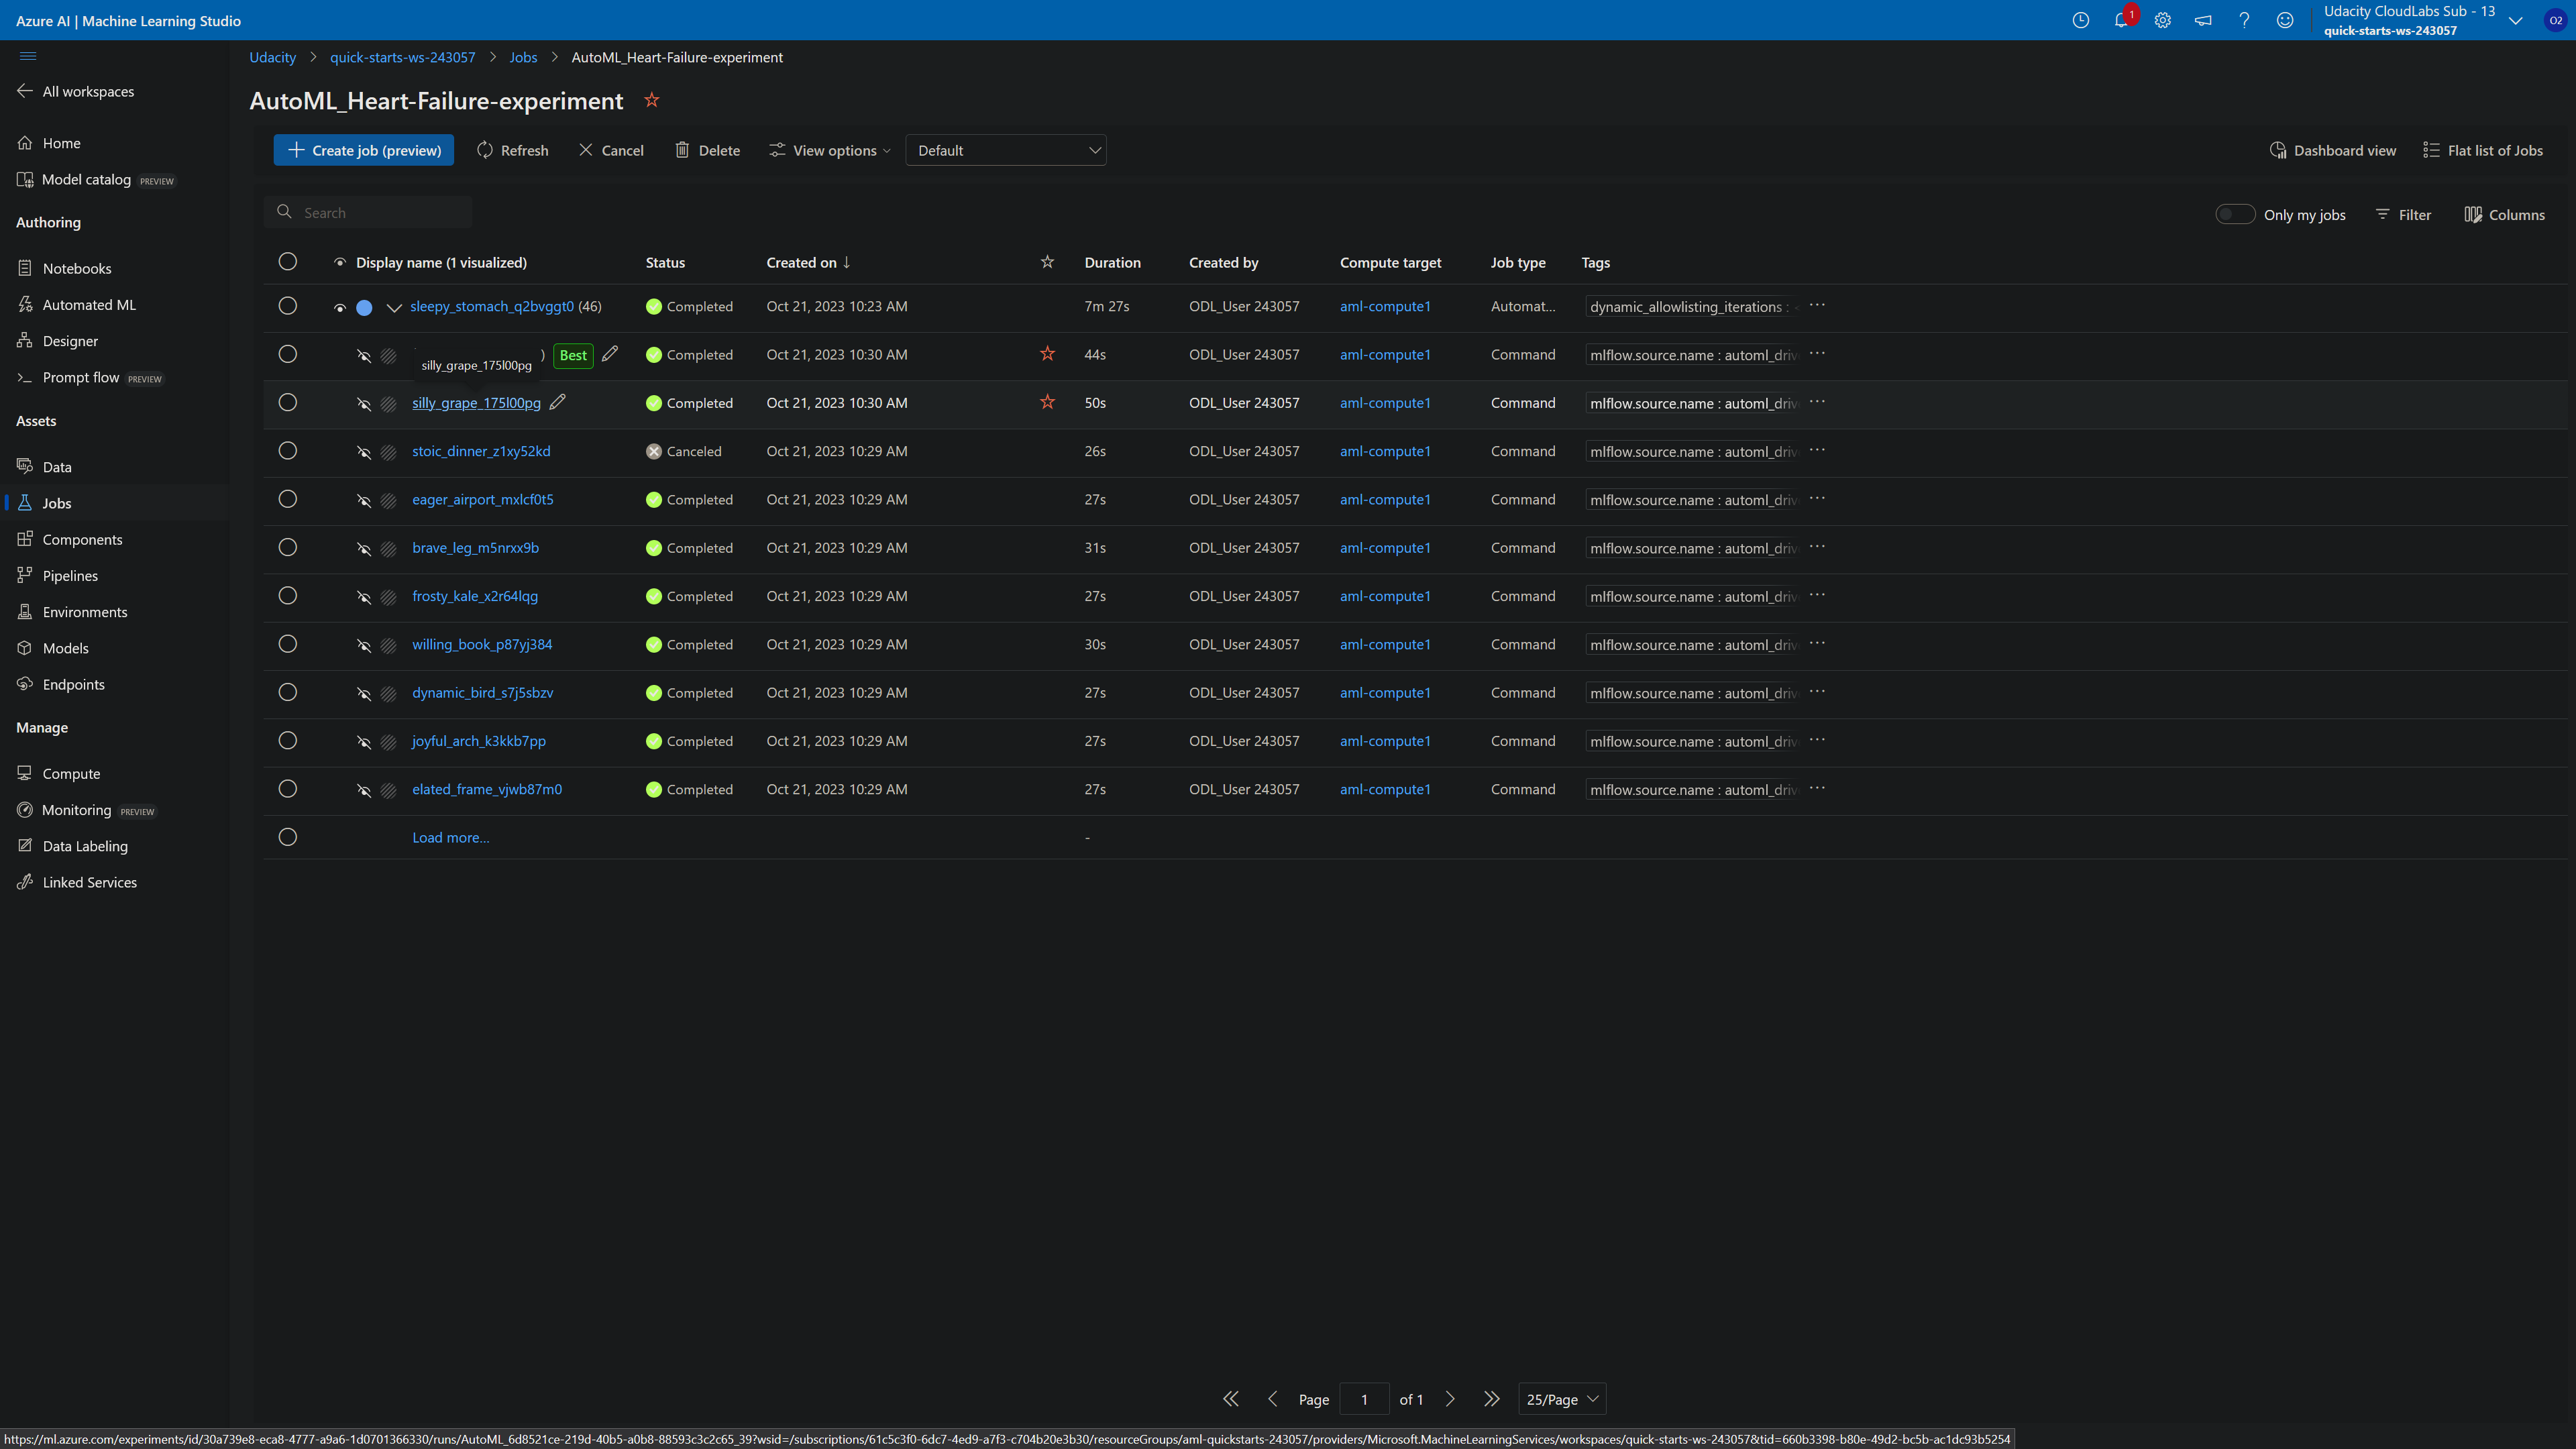 Azure AI | Machine Learning Studio
1
Udacity CloudLabs Sub - 13
quick-starts-ws-243057
O2
Udacity > quick-starts-ws-243057 > Jobs > AutoML_Heart-Failure-experiment
All workspaces
Home
Model catalog PREVIEW
Authoring
Notebooks
Automated ML
Designer
Prompt flow PREVIEW
Assets
Data
Jobs
Components
Pipelines
Environments
Models
Endpoints
Manage
Compute
Monitoring PREVIEW
Data Labeling
Linked Services
AutoML_Heart-Failure-experiment
Create job (preview) Refresh Cancel Delete View options Default Dashboard view Flat list of Jobs
Search Only my jobs Filter Columns
Display name (1 visualized) Status Created on ↓ Duration Created by Compute target Job type Tags
sleepy_stomach_q2bvggt0 (46) Completed Oct 21, 2023 10:23 AM 7m 27s ODL_User 243057 aml-compute1 Automat... dynamic_allowlisting_iterations : ...
) Best Completed Oct 21, 2023 10:30 AM 44s ODL_User 243057 aml-compute1 Command mlflow.source.name : automl_driv ...
silly_grape_175l00pg
silly_grape_175l00pg Completed Oct 21, 2023 10:30 AM 50s ODL_User 243057 aml-compute1 Command mlflow.source.name : automl_driv ...
stoic_dinner_z1xy52kd Canceled Oct 21, 2023 10:29 AM 26s ODL_User 243057 aml-compute1 Command mlflow.source.name : automl_driv ...
eager_airport_mxlcf0t5 Completed Oct 21, 2023 10:29 AM 27s ODL_User 243057 aml-compute1 Command mlflow.source.name : automl_driv ...
brave_leg_m5nrxx9b Completed Oct 21, 2023 10:29 AM 31s ODL_User 243057 aml-compute1 Command mlflow.source.name : automl_driv ...
frosty_kale_x2r64lqg Completed Oct 21, 2023 10:29 AM 27s ODL_User 243057 aml-compute1 Command mlflow.source.name : automl_driv ...
willing_book_p87yj384 Completed Oct 21, 2023 10:29 AM 30s ODL_User 243057 aml-compute1 Command mlflow.source.name : automl_driv ...
dynamic_bird_s7j5sbzv Completed Oct 21, 2023 10:29 AM 27s ODL_User 243057 aml-compute1 Command mlflow.source.name : automl_driv ...
joyful_arch_k3kkb7pp Completed Oct 21, 2023 10:29 AM 27s ODL_User 243057 aml-compute1 Command mlflow.source.name : automl_driv ...
elated_frame_vjwb87m0 Completed Oct 21, 2023 10:29 AM 27s ODL_User 243057 aml-compute1 Command mlflow.source.name : automl_driv ...
Load more... -
Page 1 of 1 25/Page
https://ml.azure.com/experiments/id/30a739e8-eca8-4777-a9a6-1d0701366330/runs/AutoML_6d8521ce-219d-40b5-a0b8-88593c3c2c65_39?wsid=/subscriptions/61c5c3f0-6dc7-4ed9-a7f3-c704b20e3b30/resourceGroups/aml-quickstarts-243057/providers/Microsoft.MachineLearningServices/workspaces/quick-starts-ws-243057&tid=660b3398-b80e-49d2-bc5b-ac1dc93b5254